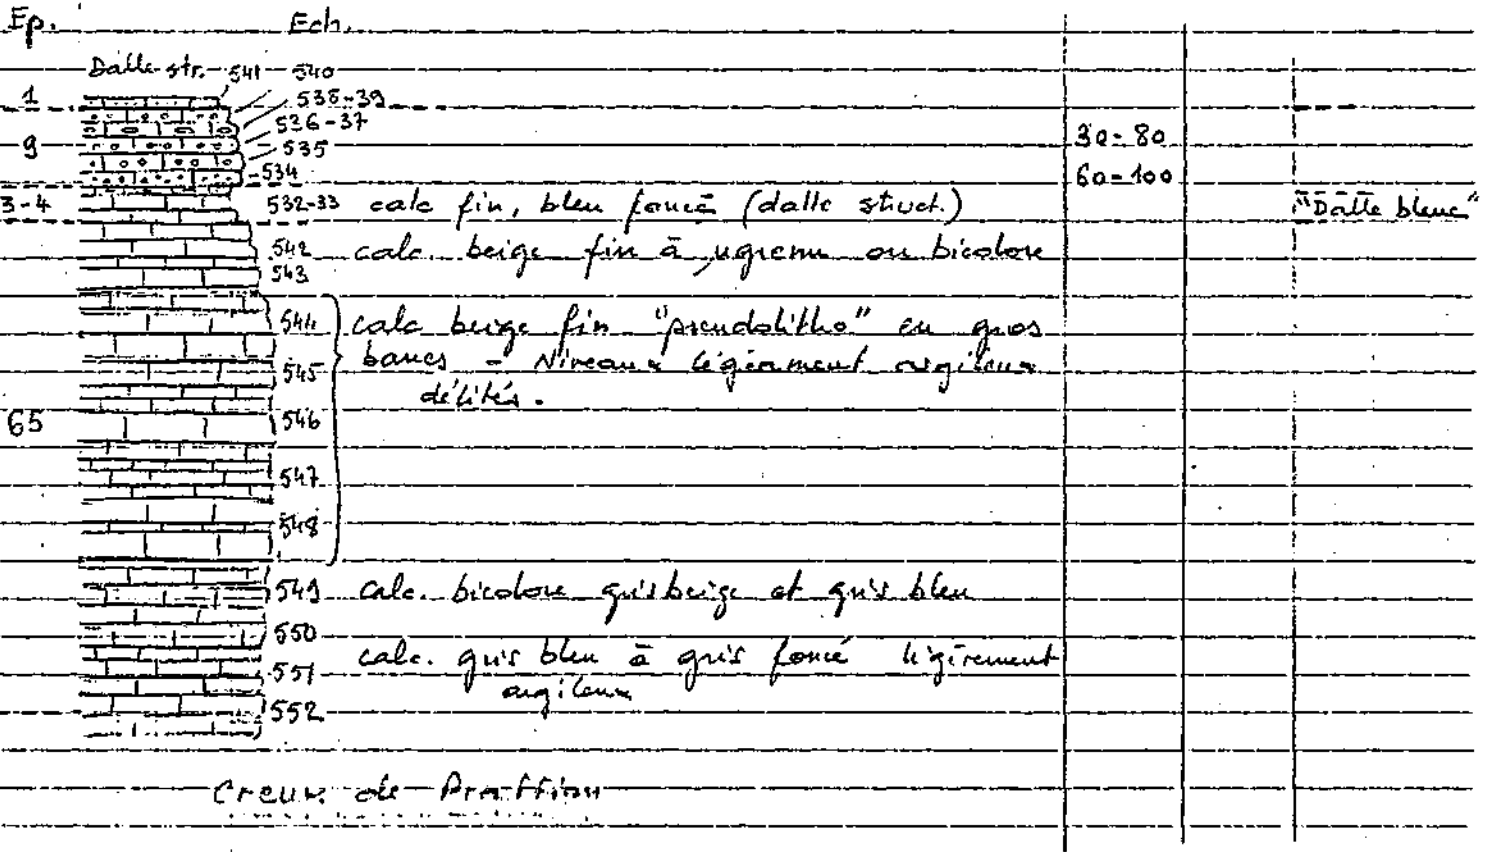 Ep. Ech.
Dalle str. 541 540
1 538-39
536-37
9 535 30-80
534 60-100
3-4 532-33 calc fin, bleu foncé (dalle struct.) "Dalle bleue"
542 calc. beige fin à ugrenu ou bicolore
543
544 calc beige fin "pseudolitho" en gros
545 bancs - Niveaux légèrement argileux
délités.
65 546
547
548
549 calc. bicolore gris beige et gris bleu
550
551 calc. gris bleu à gris foncé légèrement
argileux
552
Creux de